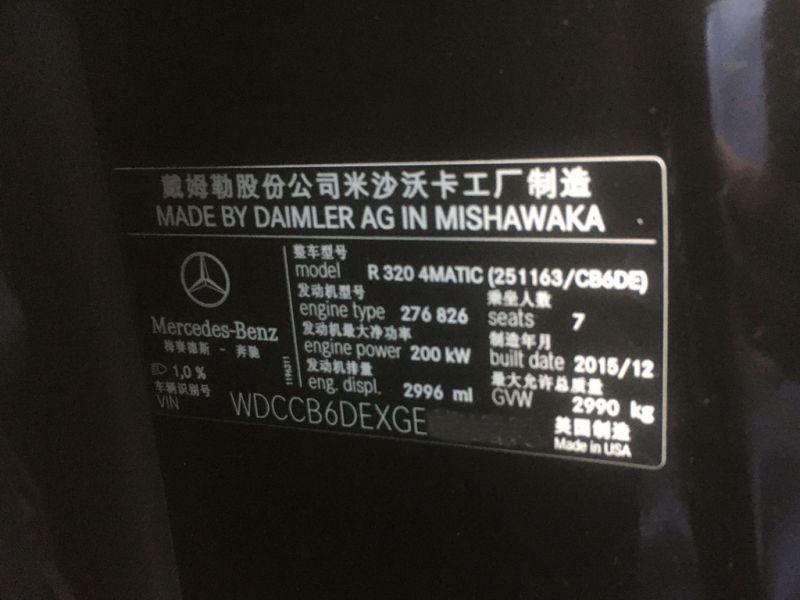 戴姆勒股份公司米沙沃卡工厂制造
MADE BY DAIMLER AG IN MISHAWAKA
整车型号
model R 320 4MATIC (251163/CB6DE)
发动机型号 乘坐人数
engine type 276 826 seats 7
发动机最大净功率 制造年月
engine power 200 kW built date 2015/12
发动机排量 最大允许总质量
eng. displ. 2996 ml GVW 2990 kg
Mercedes-Benz
梅赛德斯 - 奔驰
1,0 %
1196311
车辆识别号
VIN WDCCB6DEXGE
美国制造
Made in USA